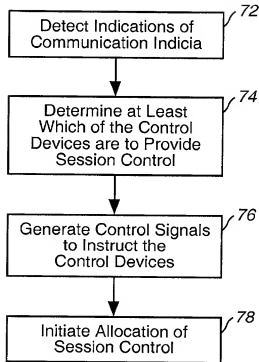 72
Detect Indications of
Communication Indicia
74
Determine at Least
Which of the Control
Devices are to Provide
Session Control
76
Generate Control Signals
to Instruct the
Control Devices
78
Initiate Allocation of
Session Control